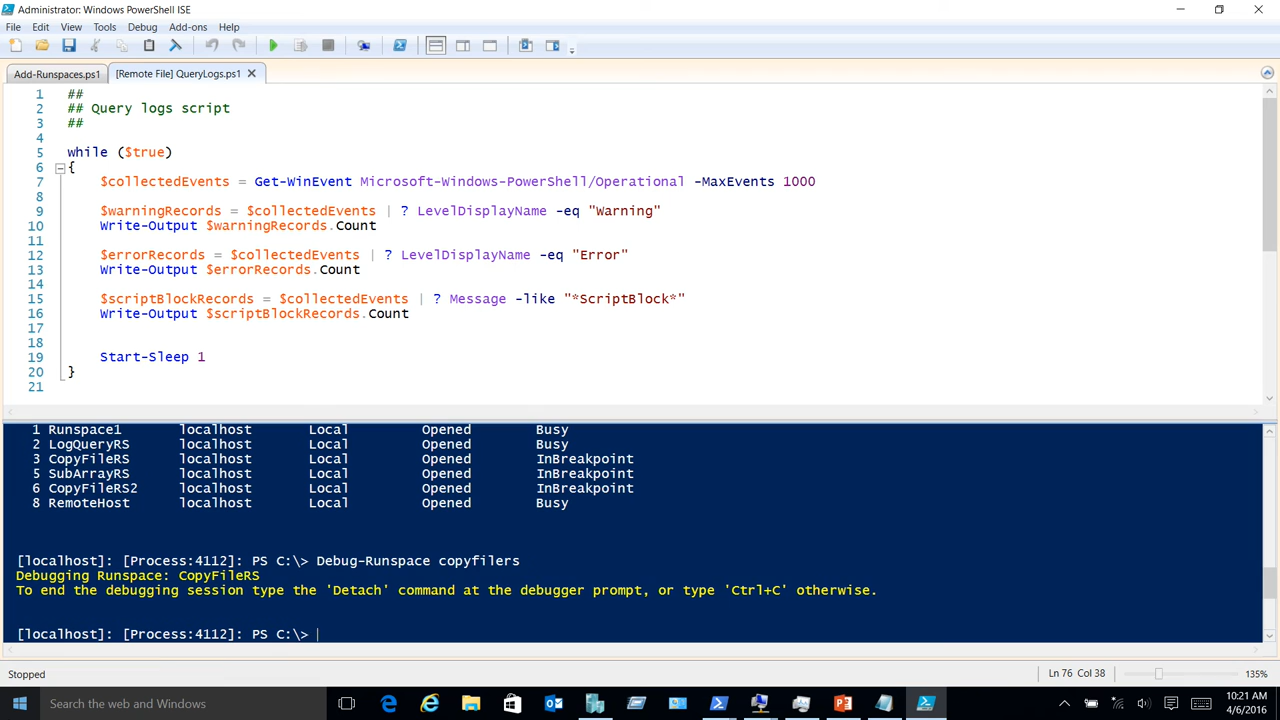 Administrator: Windows PowerShell ISE
File Edit View Tools Debug Add-ons Help
Add-Runspaces.ps1 [Remote File] QueryLogs.ps1
1 ##
2 ## Query logs script
3 ##
4
5 while ($true)
6 {
7 $collectedEvents = Get-WinEvent Microsoft-Windows-PowerShell/Operational -MaxEvents 1000
8
9 $warningRecords = $collectedEvents | ? LevelDisplayName -eq "Warning"
10 Write-Output $warningRecords.Count
11
12 $errorRecords = $collectedEvents | ? LevelDisplayName -eq "Error"
13 Write-Output $errorRecords.Count
14
15 $scriptBlockRecords = $collectedEvents | ? Message -like "*ScriptBlock*"
16 Write-Output $scriptBlockRecords.Count
17
18
19 Start-Sleep 1
20 }
21
1 Runspace1 localhost Local Opened Busy
2 LogQueryRS localhost Local Opened Busy
3 CopyFileRS localhost Local Opened InBreakpoint
5 SubArrayRS localhost Local Opened InBreakpoint
6 CopyFileRS2 localhost Local Opened InBreakpoint
8 RemoteHost localhost Local Opened Busy
[localhost]: [Process:4112]: PS C:\> Debug-Runspace copyfilers
Debugging Runspace: CopyFileRS
To end the debugging session type the 'Detach' command at the debugger prompt, or type 'Ctrl+C' otherwise.
[localhost]: [Process:4112]: PS C:\>
Stopped Ln 76 Col 38 135%
Search the web and Windows
10:21 AM
4/6/2016